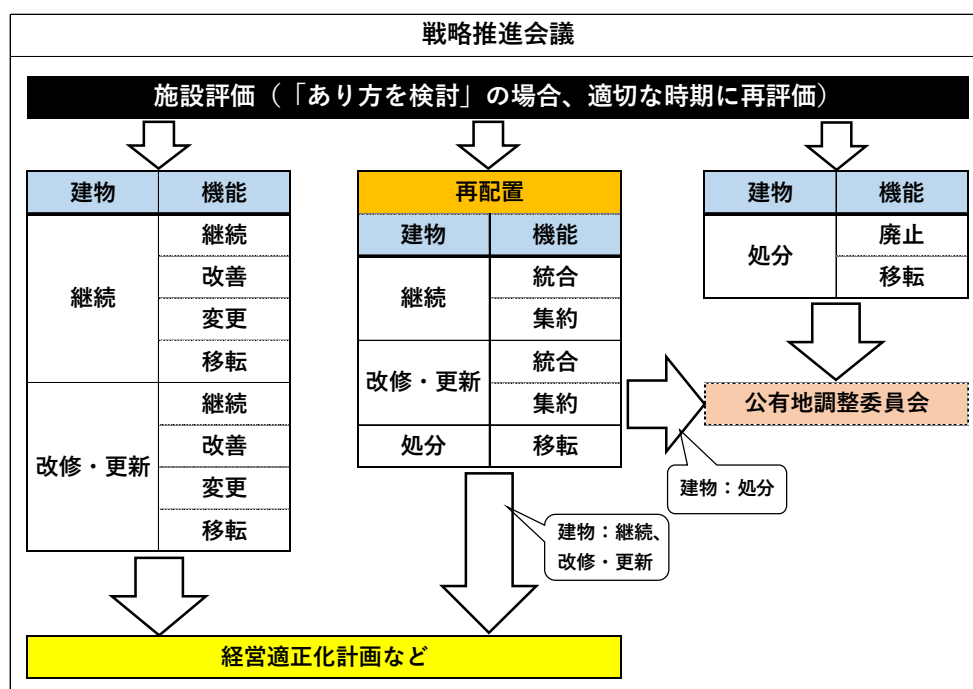 戦略推進会議
施設評価（「あり方を検討」の場合、適切な時期に再評価）
建物 機能
継続
継続
改善
変更
移転
改修・更新
継続
改善
変更
移転
再配置
建物 機能
継続
統合
集約
改修・更新
統合
集約
処分 移転
建物 機能
処分
廃止
移転
公有地調整委員会
建物：処分
建物：継続、
改修・更新
経営適正化計画など